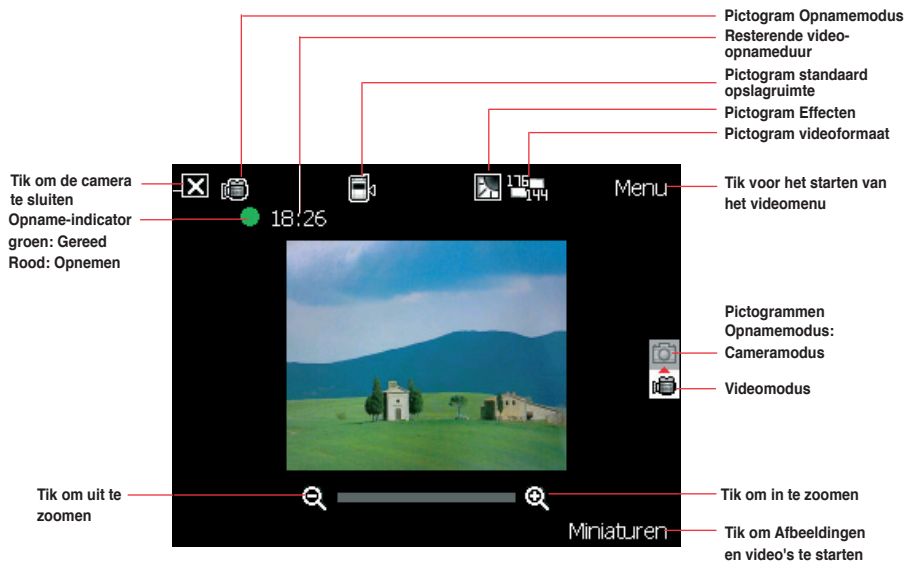 Pictogram Opnamemodus
Resterende video-
opnameduur
Pictogram standaard
opslagruimte
Pictogram Effecten
Pictogram videoformaat
Tik om de camera
te sluiten
Opname-indicator
groen: Gereed
Rood: Opnemen
176
144
Menu
18:26
Tik voor het starten van
het videomenu
Pictogrammen
Opnamemodus:
Cameramodus
Videomodus
Tik om uit te
zoomen
Tik om in te zoomen
Miniaturen
Tik om Afbeeldingen
en video's te starten